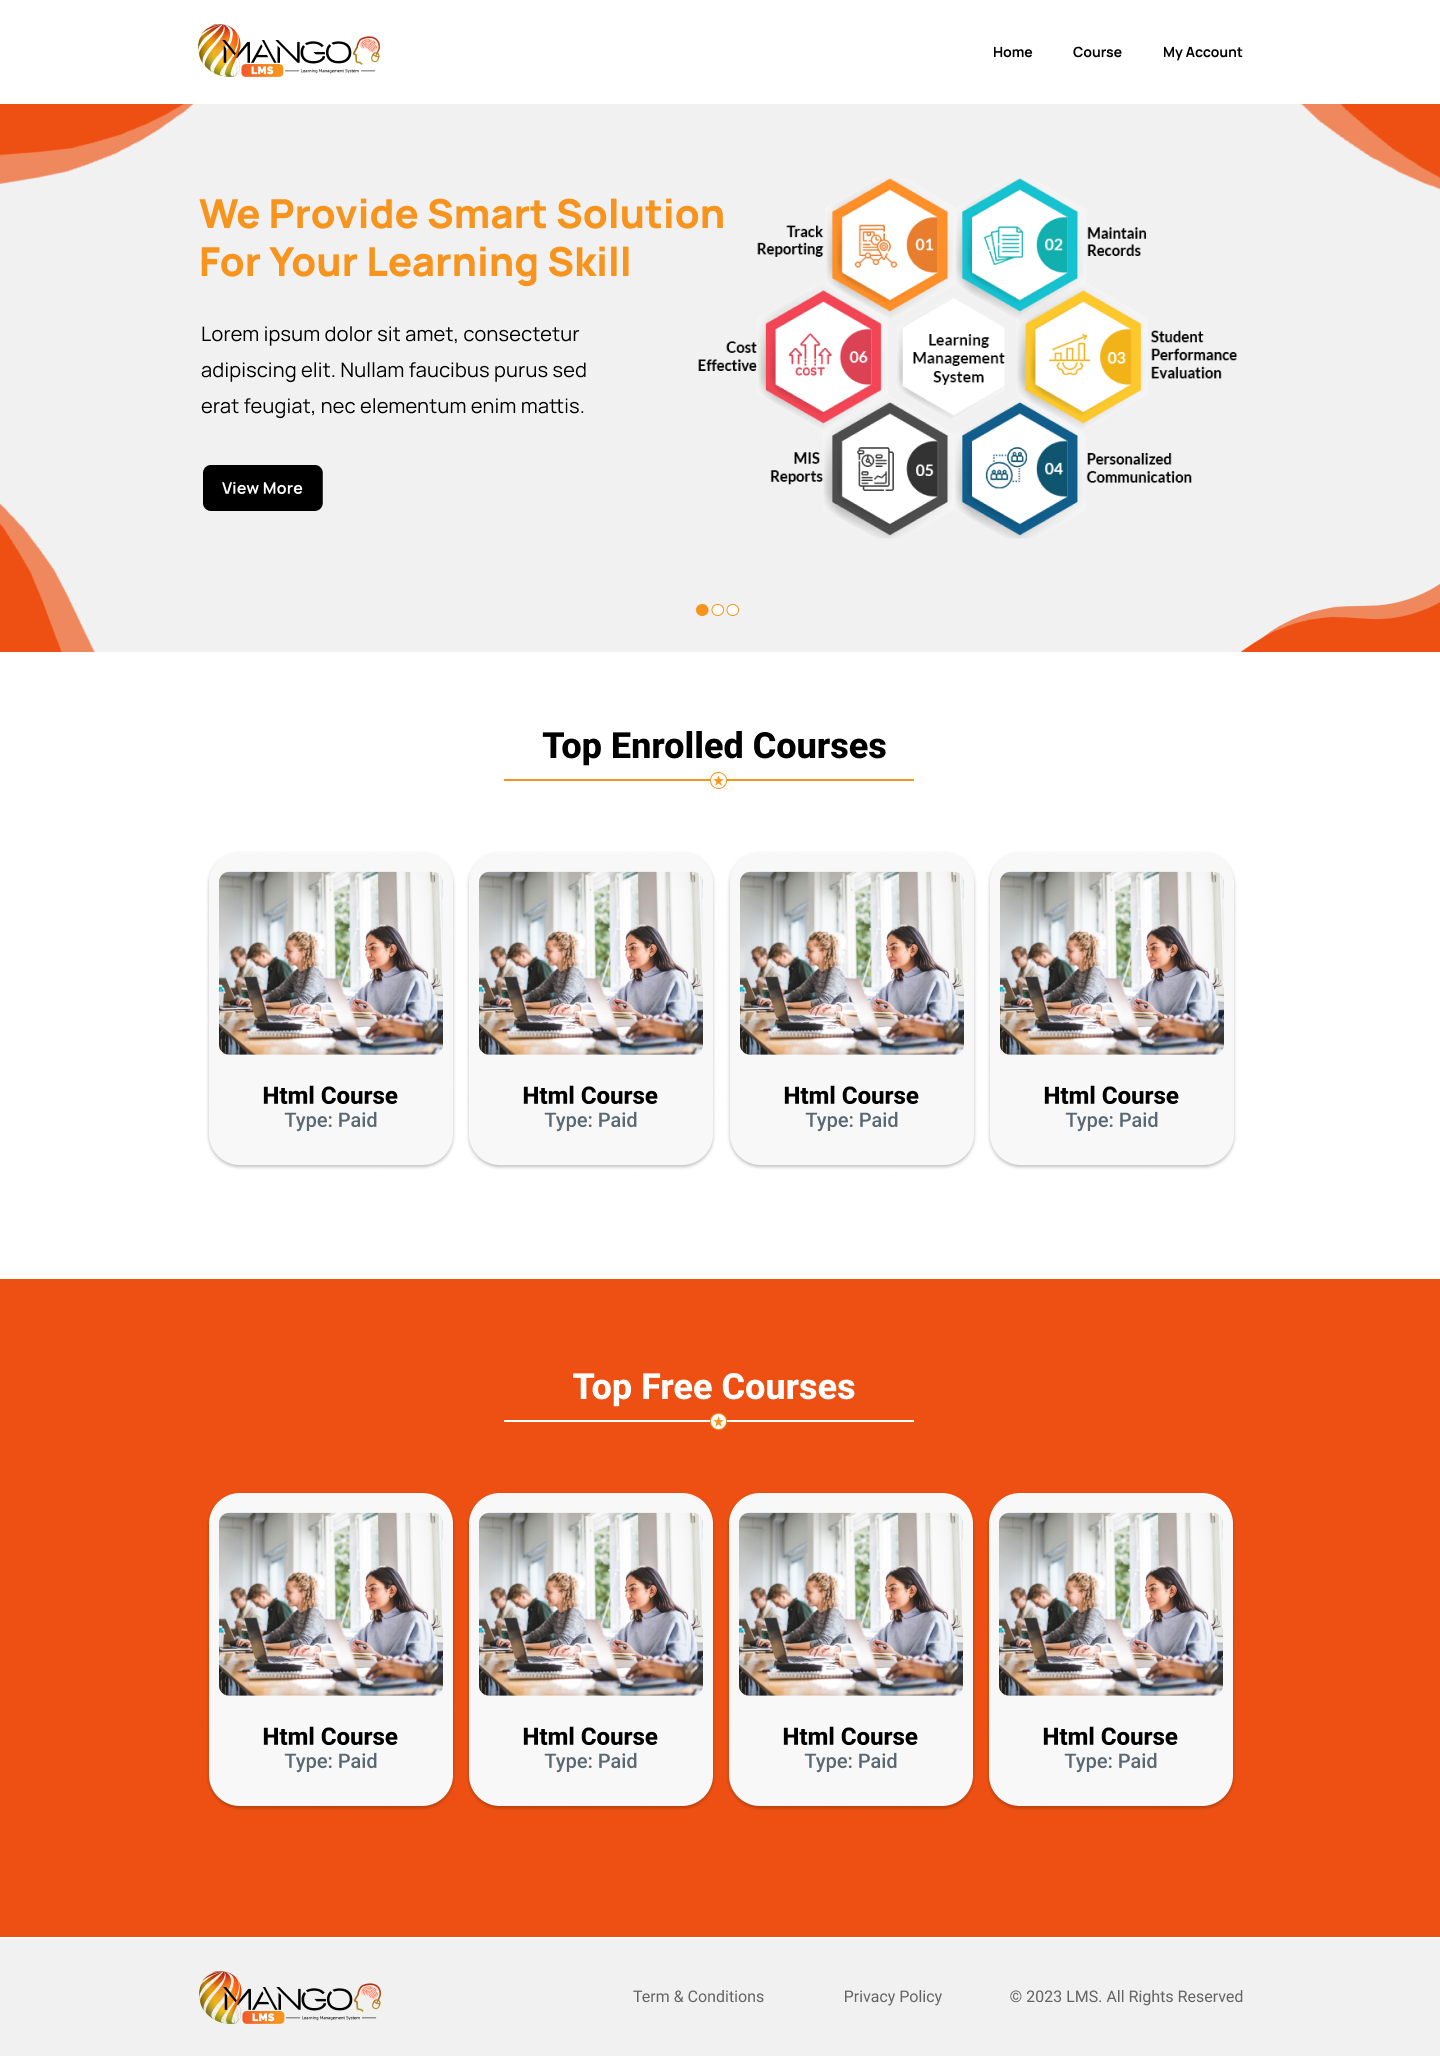 MANGO
LMS
Learning Management System
Home
Course
My Account
We Provide Smart Solution
For Your Learning Skill
Lorem ipsum dolor sit amet, consectetur
adipiscing elit. Nullam faucibus purus sed
erat feugiat, nec elementum enim mattis.
View More
Track
Reporting
01
02
Maintain
Records
Cost
Effective
COST
06
Learning
Management
System
03
Student
Performance
Evaluation
MIS
Reports
05
04
Personalized
Communication
Top Enrolled Courses
Html Course
Type: Paid
Html Course
Type: Paid
Html Course
Type: Paid
Html Course
Type: Paid
Top Free Courses
Html Course
Type: Paid
Html Course
Type: Paid
Html Course
Type: Paid
Html Course
Type: Paid
MANGO
LMS
Learning Management System
Term & Conditions
Privacy Policy
© 2023 LMS. All Rights Reserved